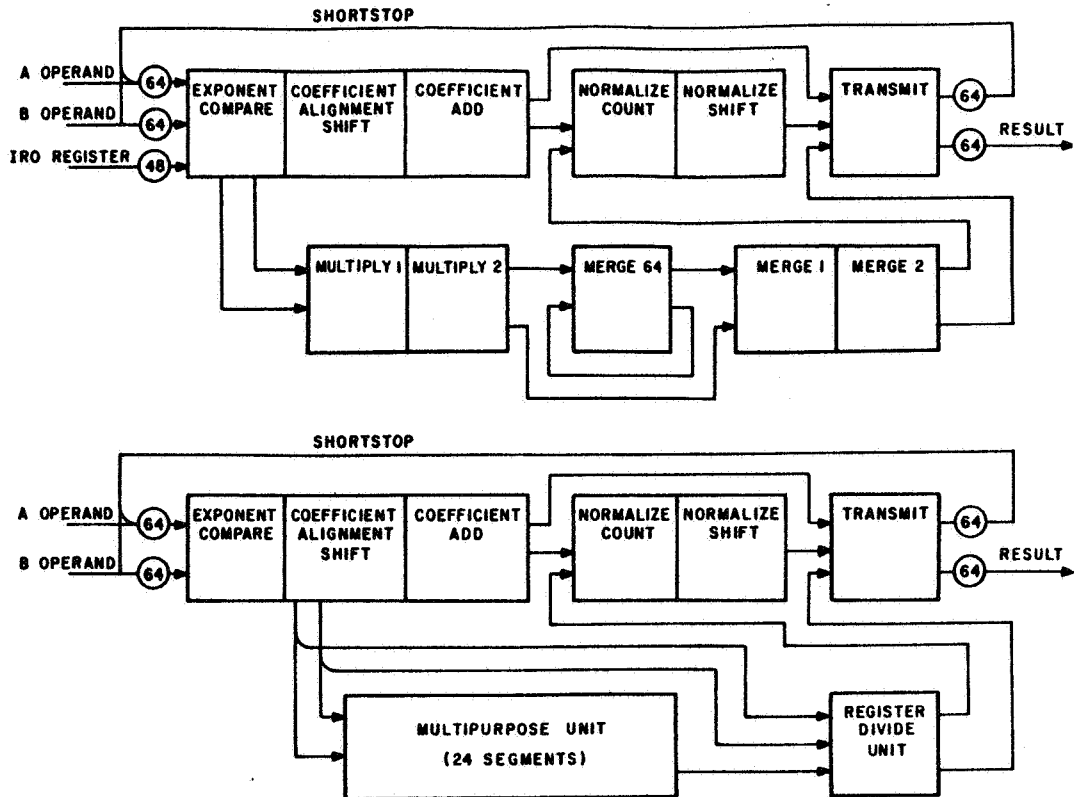 SHORTSTOP
A OPERAND
64
B OPERAND
64
IRO REGISTER
48
EXPONENT
COMPARE
COEFFICIENT
ALIGNMENT
SHIFT
COEFFICIENT
ADD
NORMALIZE
COUNT
NORMALIZE
SHIFT
TRANSMIT
64
64
RESULT
MULTIPLY 1
MULTIPLY 2
MERGE 64
MERGE 1
MERGE 2
SHORTSTOP
A OPERAND
64
B OPERAND
64
EXPONENT
COMPARE
COEFFICIENT
ALIGNMENT
SHIFT
COEFFICIENT
ADD
NORMALIZE
COUNT
NORMALIZE
SHIFT
TRANSMIT
64
64
RESULT
MULTIPURPOSE UNIT
(24 SEGMENTS)
REGISTER
DIVIDE
UNIT